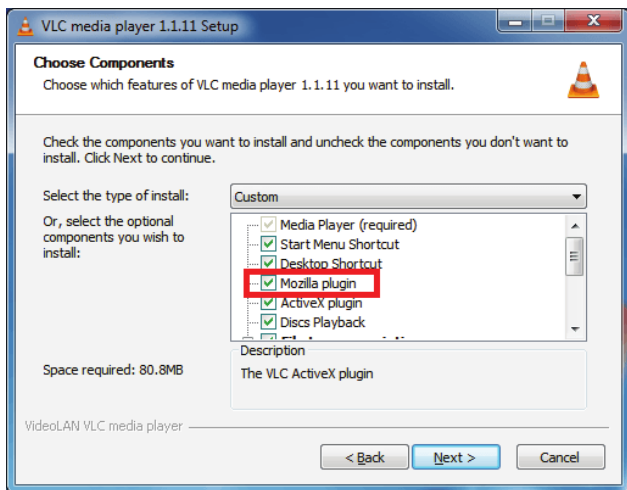 VLC media player 1.1.11 Setup
Choose Components
Choose which features of VLC media player 1.1.11 you want to install.
Check the components you want to install and uncheck the components you don't want to
install. Click Next to continue.
Select the type of install:
Custom
Or, select the optional
components you wish to
install:
Media Player (required)
Start Menu Shortcut
Desktop Shortcut
Mozilla plugin
ActiveX plugin
Discs Playback
Space required: 80.8MB
Description
The VLC ActiveX plugin
VideoLAN VLC media player
< Back
Next >
Cancel